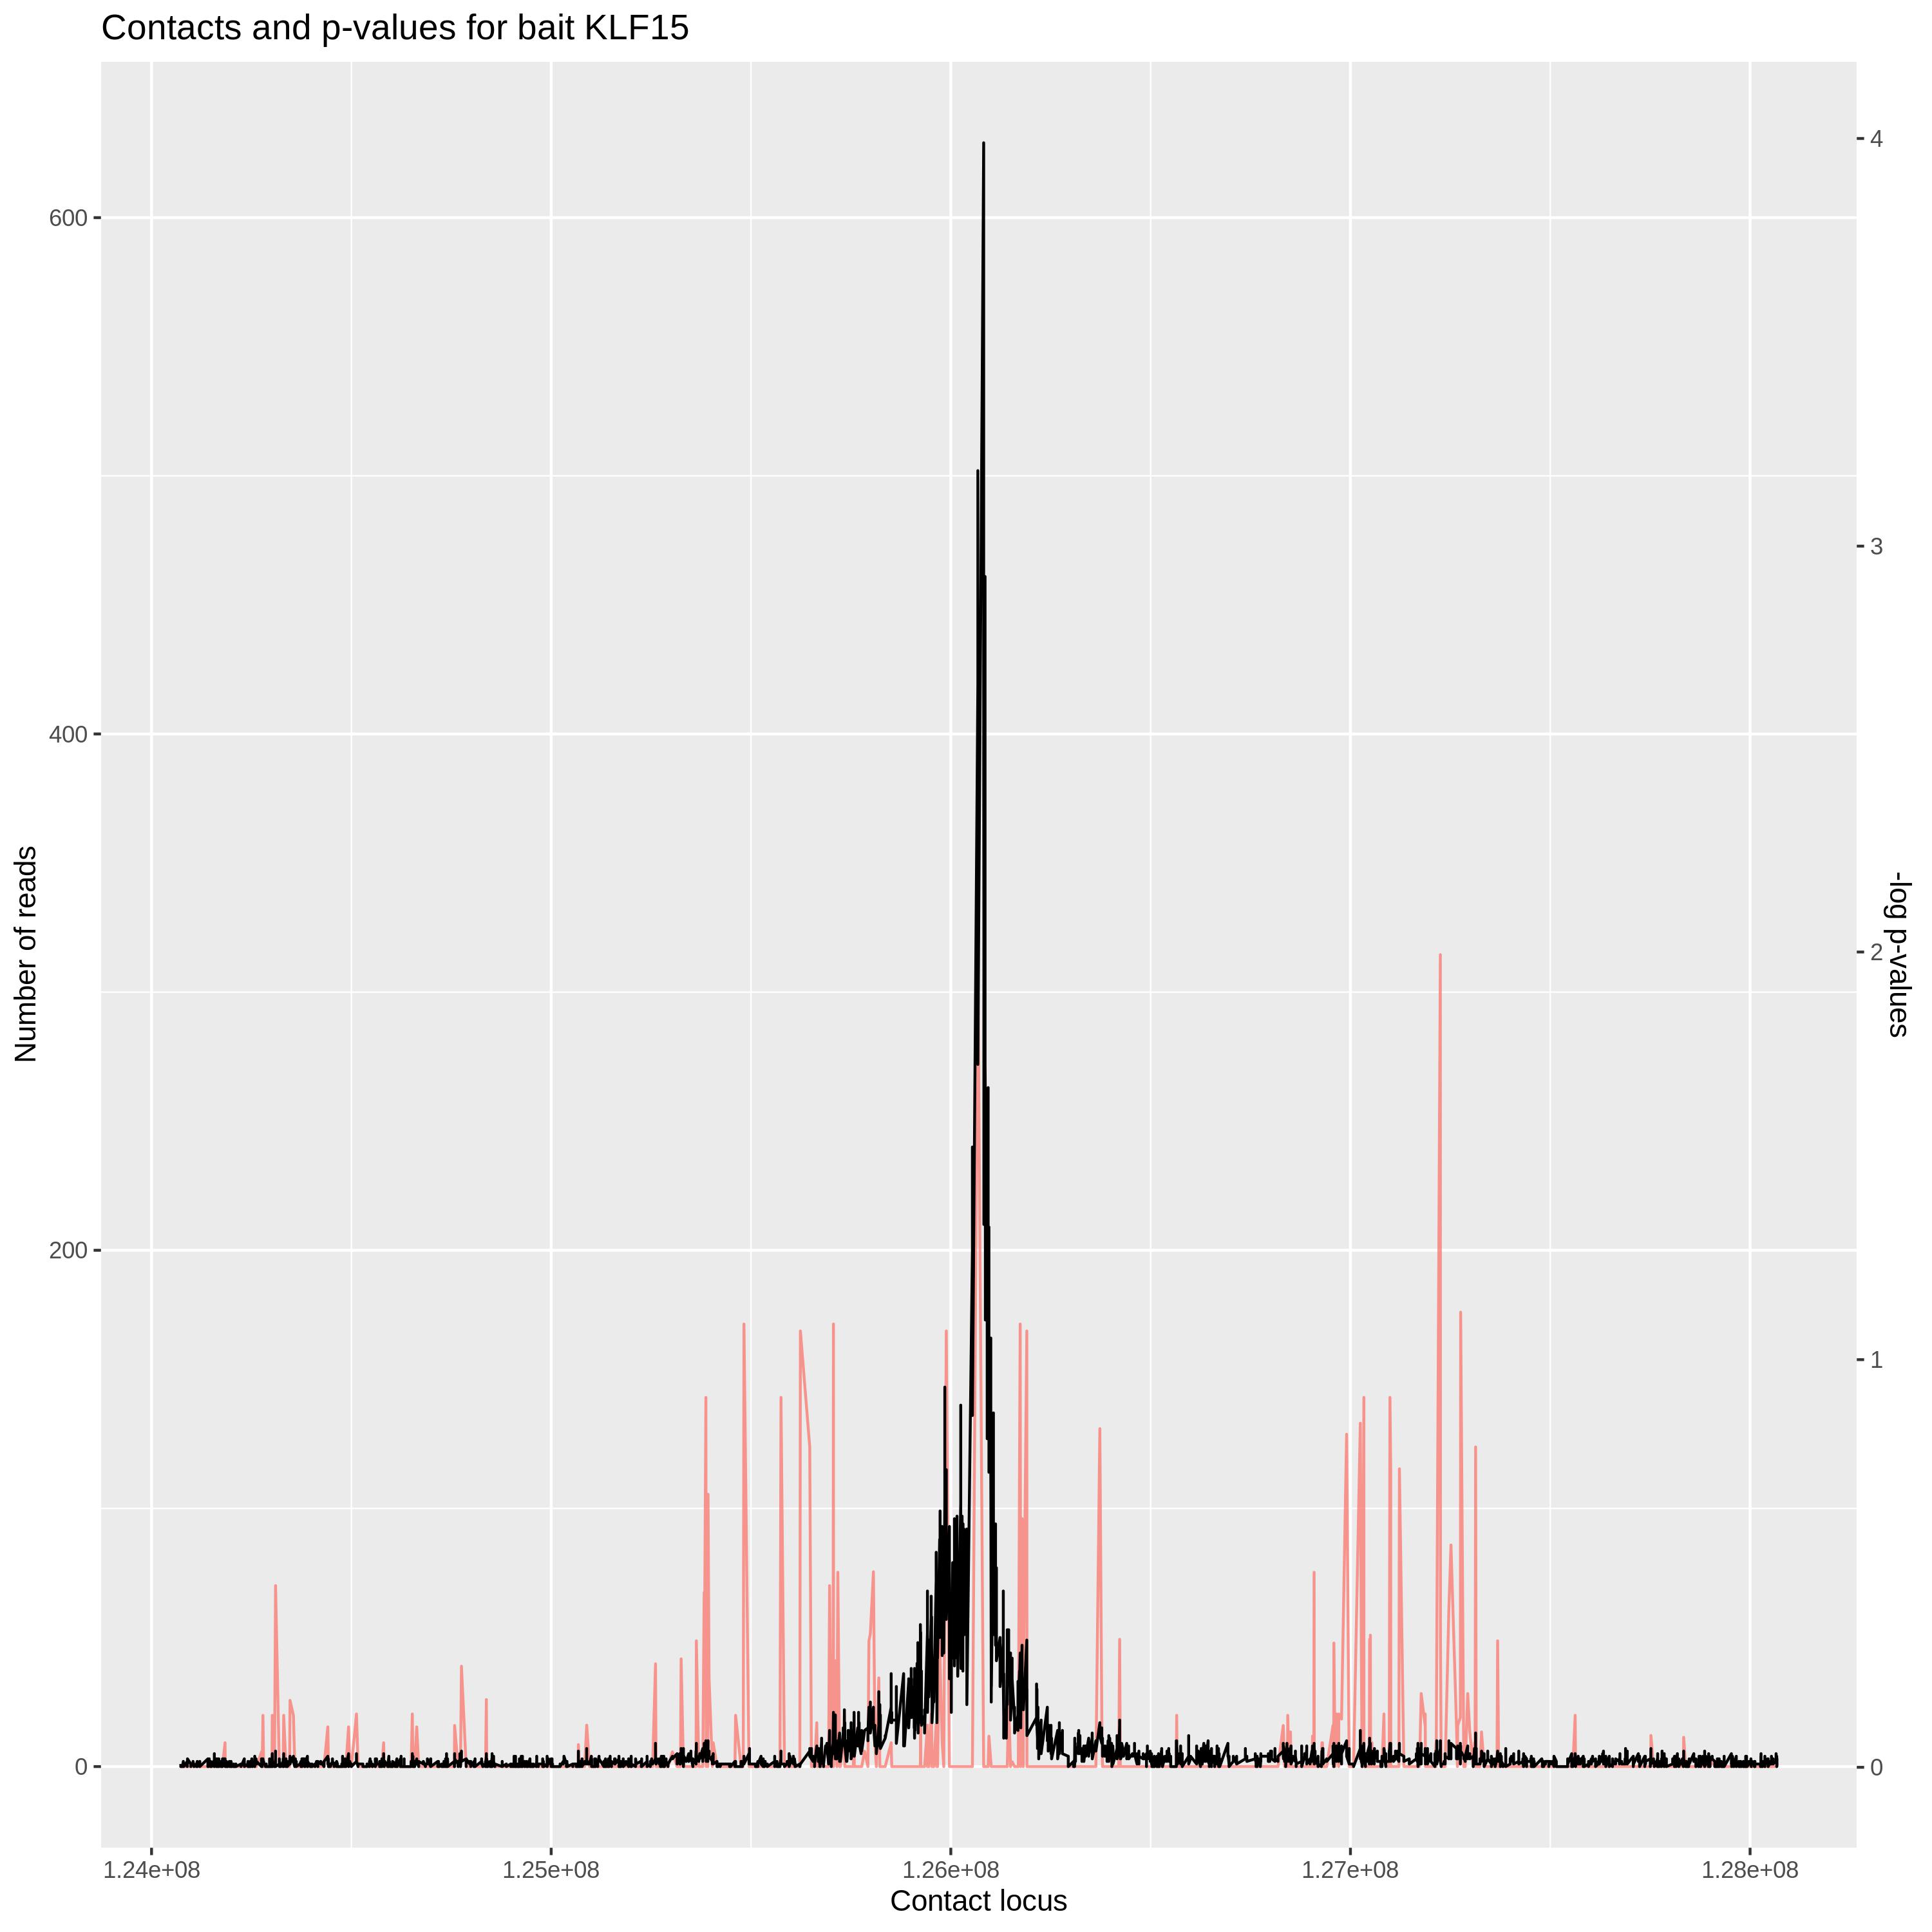 Contacts and p-values for bait KLF15
600
400
200
0
Number of reads
4
3
2
1
0
-log p-values
1.24e+08
1.25e+08
1.26e+08
1.27e+08
1.28e+08
Contact locus